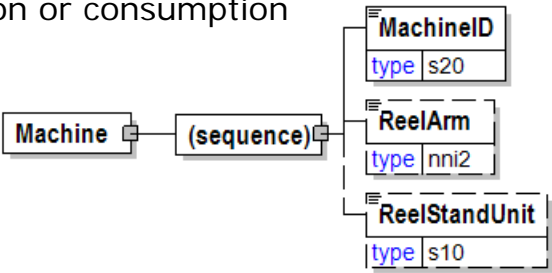 on or consumption
MachineID
type s20
ReelArm
type nni2
Machine
(sequence)
ReelStandUnit
type s10